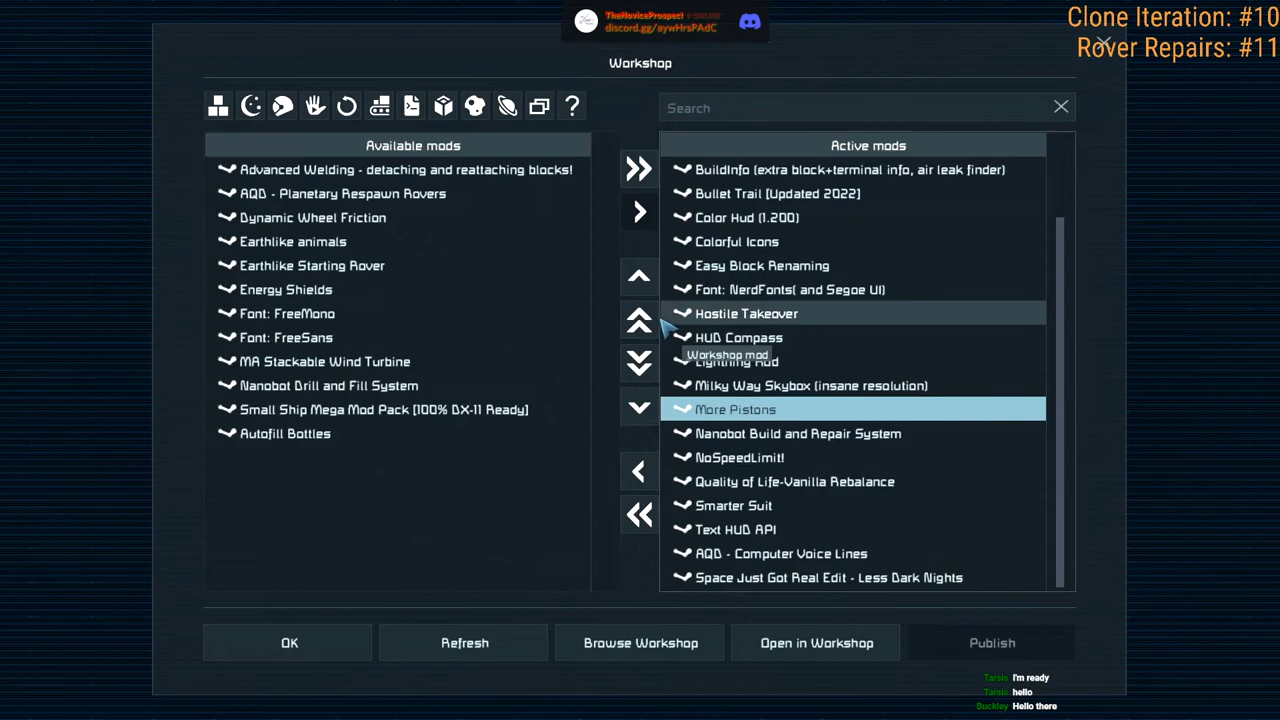 TheNoviceProspect
discord.gg/aywHrsPAdC
Clone Iteration: #10
Rover Repairs: #11
Workshop
?
Search
Available mods
Advanced Welding - detaching and reattaching blocks!
AQD - Planetary Respawn Rovers
Dynamic Wheel Friction
Earthlike animals
Earthlike Starting Rover
Energy Shields
Font: FreeMono
Font: FreeSans
MA Stackable Wind Turbine
Nanobot Drill and Fill System
Small Ship Mega Mod Pack [100% DX-11 Ready]
Autofill Bottles
Active mods
BuildInfo (extra block+terminal info, air leak finder)
Bullet Trail [Updated 2022]
Color Hud (1.200)
Colorful Icons
Easy Block Renaming
Font: NerdFonts( and Segoe UI)
Hostile Takeover
HUD Compass
Workshop mod
Lightning Hud
Milky Way Skybox (insane resolution)
More Pistons
Nanobot Build and Repair System
NoSpeedLimit!
Quality of Life-Vanilla Rebalance
Smarter Suit
Text HUD API
AQD - Computer Voice Lines
Space Just Got Real Edit - Less Dark Nights
OK
Refresh
Browse Workshop
Open in Workshop
Publish
Tarsis I'm ready
Tarsis hello
Buckley Hello there